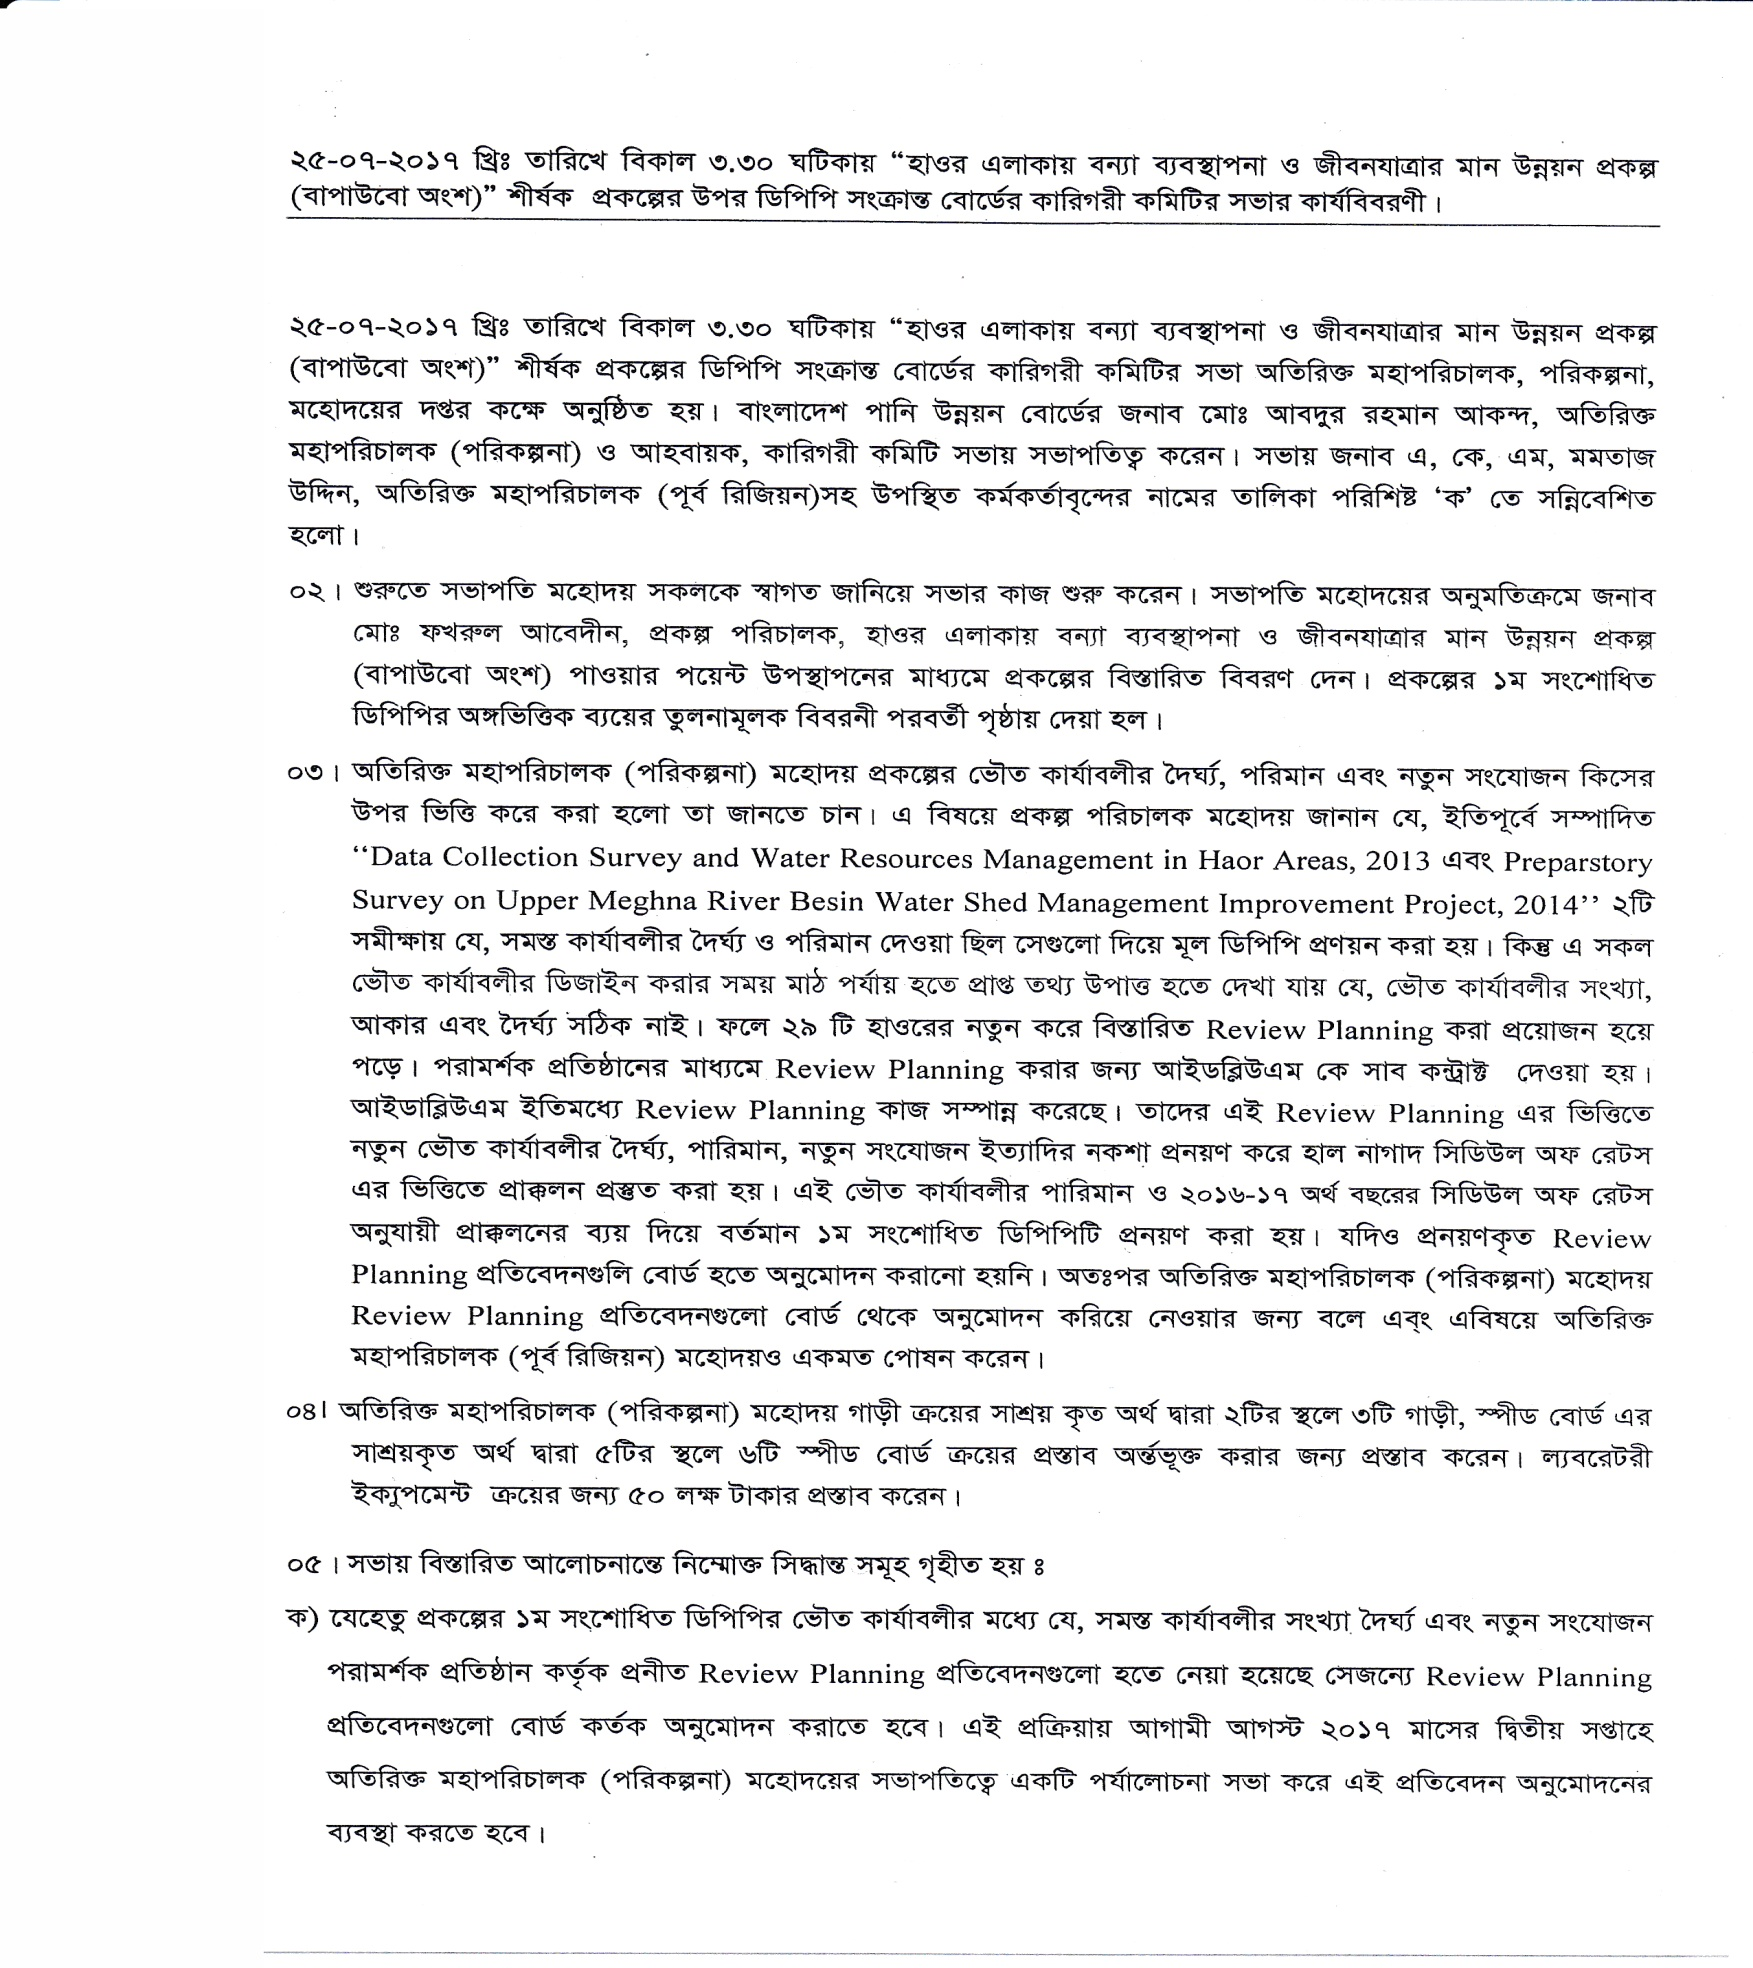 ২৫-০৭-২০১৭ খ্রিঃ তারিখে বিকাল ৩.৩০ ঘটিকায় “হাওর এলাকায় বন্যা ব্যবস্থাপনা ও জীবনযাত্রার মান উন্নয়ন প্রকল্প
(বাপাউবো অংশ)” শীর্ষক প্রকল্পের উপর ডিপিপি সংক্রান্ত বোর্ডের কারিগরী কমিটির সভার কার্যবিবরণী।
২৫-০৭-২০১৭ খ্রিঃ তারিখে বিকাল ৩.৩০ ঘটিকায় “হাওর এলাকায় বন্যা ব্যবস্থাপনা ও জীবনযাত্রার মান উন্নয়ন প্রকল্প
(বাপাউবো অংশ)” শীর্ষক প্রকল্পের ডিপিপি সংক্রান্ত বোর্ডের কারিগরী কমিটির সভা অতিরিক্ত মহাপরিচালক, পরিকল্পনা,
মহোদয়ের দপ্তর কক্ষে অনুষ্ঠিত হয়। বাংলাদেশ পানি উন্নয়ন বোর্ডের জনাব মোঃ আবদুর রহমান আকন্দ, অতিরিক্ত
মহাপরিচালক (পরিকল্পনা) ও আহবায়ক, কারিগরী কমিটি সভায় সভাপতিত্ব করেন। সভায় জনাব এ, কে, এম, মমতাজ
উদ্দিন, অতিরিক্ত মহাপরিচালক (পূর্ব রিজিয়ন)সহ উপস্থিত কর্মকর্তাবৃন্দের নামের তালিকা পরিশিষ্ট ‘ক’ তে সন্নিবেশিত
হলো।
০২। শুরুতে সভাপতি মহোদয় সকলকে স্বাগত জানিয়ে সভার কাজ শুরু করেন। সভাপতি মহোদয়ের অনুমতিক্রমে জনাব
মোঃ ফখরুল আবেদীন, প্রকল্প পরিচালক, হাওর এলাকায় বন্যা ব্যবস্থাপনা ও জীবনযাত্রার মান উন্নয়ন প্রকল্প
(বাপাউবো অংশ) পাওয়ার পয়েন্ট উপস্থাপনের মাধ্যমে প্রকল্পের বিস্তারিত বিবরণ দেন। প্রকল্পের ১ম সংশোধিত
ডিপিপির অঙ্গভিত্তিক ব্যয়ের তুলনামূলক বিবরনী পরবর্তী পৃষ্ঠায় দেয়া হল।
০৩। অতিরিক্ত মহাপরিচালক (পরিকল্পনা) মহোদয় প্রকল্পের ভৌত কার্যাবলীর দৈর্ঘ্য, পরিমান এবং নতুন সংযোজন কিসের
উপর ভিত্তি করে করা হলো তা জানতে চান। এ বিষয়ে প্রকল্প পরিচালক মহোদয় জানান যে, ইতিপূর্বে সম্পাদিত
‘‘Data Collection Survey and Water Resources Management in Haor Areas, 2013 এবং Preparstory
Survey on Upper Meghna River Besin Water Shed Management Improvement Project, 2014’’ ২টি
সমীক্ষায় যে, সমস্ত কার্যাবলীর দৈর্ঘ্য ও পরিমান দেওয়া ছিল সেগুলো দিয়ে মূল ডিপিপি প্রণয়ন করা হয়। কিন্তু এ সকল
ভৌত কার্যাবলীর ডিজাইন করার সময় মাঠ পর্যায় হতে প্রাপ্ত তথ্য উপাত্ত হতে দেখা যায় যে, ভৌত কার্যাবলীর সংখ্যা,
আকার এবং দৈর্ঘ্য সঠিক নাই। ফলে ২৯ টি হাওরের নতুন করে বিস্তারিত Review Planning করা প্রয়োজন হয়ে
পড়ে। পরামর্শক প্রতিষ্ঠানের মাধ্যমে Review Planning করার জন্য আইডব্লিউএম কে সাব কন্ট্রাক্ট দেওয়া হয়।
আইডাব্লিউএম ইতিমধ্যে Review Planning কাজ সম্পান্ন করেছে। তাদের এই Review Planning এর ভিত্তিতে
নতুন ভৌত কার্যাবলীর দৈর্ঘ্য, পারিমান, নতুন সংযোজন ইত্যাদির নকশা প্রনয়ণ করে হাল নাগাদ সিডিউল অফ রেটস
এর ভিত্তিতে প্রাক্কলন প্রস্তুত করা হয়। এই ভৌত কার্যাবলীর পারিমান ও ২০১৬-১৭ অর্থ বছরের সিডিউল অফ রেটস
অনুযায়ী প্রাক্কলনের ব্যয় দিয়ে বর্তমান ১ম সংশোধিত ডিপিপিটি প্রনয়ণ করা হয়। যদিও প্রনয়ণকৃত Review
Planning প্রতিবেদনগুলি বোর্ড হতে অনুমোদন করানো হয়নি। অতঃপর অতিরিক্ত মহাপরিচালক (পরিকল্পনা) মহোদয়
Review Planning প্রতিবেদনগুলো বোর্ড থেকে অনুমোদন করিয়ে নেওয়ার জন্য বলে এবং এবিষয়ে অতিরিক্ত
মহাপরিচালক (পূর্ব রিজিয়ন) মহোদয়ও একমত পোষন করেন।
০৪। অতিরিক্ত মহাপরিচালক (পরিকল্পনা) মহোদয় গাড়ী ক্রয়ের সাশ্রয় কৃত অর্থ দ্বারা ২টির স্থলে ৩টি গাড়ী, স্পীড বোর্ড এর
সাশ্রয়কৃত অর্থ দ্বারা ৫টির স্থলে ৬টি স্পীড বোর্ড ক্রয়ের প্রস্তাব অর্ন্তভূক্ত করার জন্য প্রস্তাব করেন। ল্যবরেটরী
ইক্যুপমেন্ট ক্রয়ের জন্য ৫০ লক্ষ টাকার প্রস্তাব করেন।
০৫। সভায় বিস্তারিত আলোচনান্তে নিম্মোক্ত সিদ্ধান্ত সমূহ গৃহীত হয় ঃ
ক) যেহেতু প্রকল্পের ১ম সংশোধিত ডিপিপির ভৌত কার্যাবলীর মধ্যে যে, সমস্ত কার্যাবলীর সংখ্যা দৈর্ঘ্য এবং নতুন সংযোজন
পরামর্শক প্রতিষ্ঠান কর্তৃক প্রনীত Review Planning প্রতিবেদনগুলো হতে নেয়া হয়েছে সেজন্যে Review Planning
প্রতিবেদনগুলো বোর্ড কর্তক অনুমোদন করাতে হবে। এই প্রক্রিয়ায় আগামী আগস্ট ২০১৭ মাসের দ্বিতীয় সপ্তাহে
অতিরিক্ত মহাপরিচালক (পরিকল্পনা) মহোদয়ের সভাপতিত্বে একটি পর্যালোচনা সভা করে এই প্রতিবেদন অনুমোদনের
ব্যবস্থা করতে হবে।